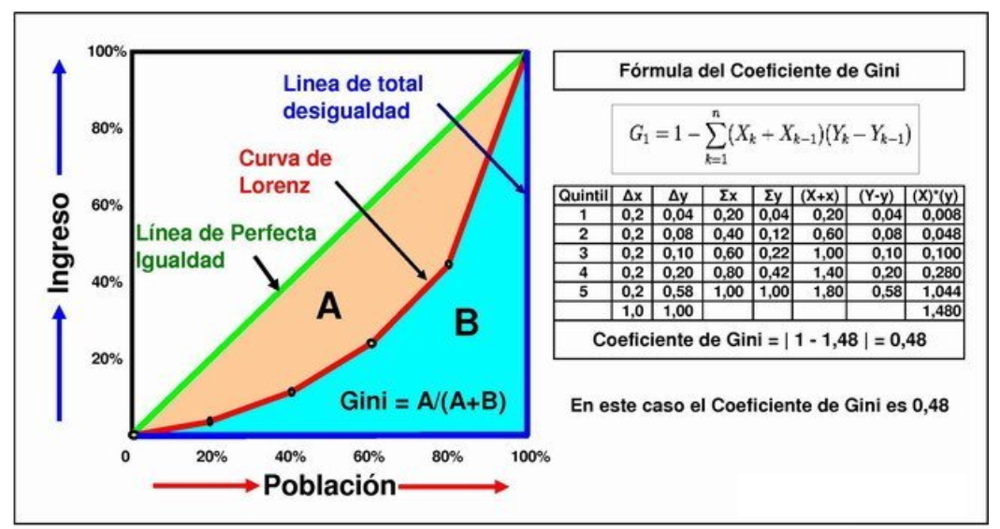 100%
80%
60%
40%
20%
0
20%
40%
60%
80%
100%
Ingreso
Población
Linea de total
desigualdad
Curva de
Lorenz
Línea de Perfecta
Igualdad
A
B
Gini = A/(A+B)
Fórmula del Coeficiente de Gini
G₁ = 1 − ∑ₖ₌₁ⁿ (Xₖ + Xₖ₋₁)(Yₖ − Yₖ₋₁)
Quintil Δx Δy Σx Σy (X+x) (Y-y) (X)*(y)
1 0,2 0,04 0,20 0,04 0,20 0,04 0,008
2 0,2 0,08 0,40 0,12 0,60 0,08 0,048
3 0,2 0,10 0,60 0,22 1,00 0,10 0,100
4 0,2 0,20 0,80 0,42 1,40 0,20 0,280
5 0,2 0,58 1,00 1,00 1,80 0,58 1,044
1,0 1,00 1,480
Coeficiente de Gini = | 1 - 1,48 | = 0,48
En este caso el Coeficiente de Gini es 0,48